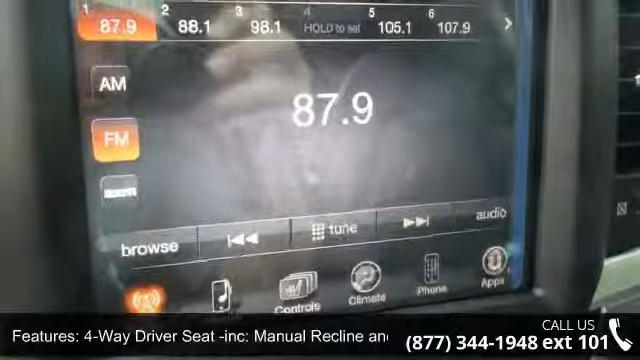 1 2 3 4 5 6
87.9 88.1 98.1 HOLD to set 105.1 107.9
AM
87.9
FM
browse tune audio
Controls Climate Phone Apps
Features: 4-Way Driver Seat -inc: Manual Recline an
CALL US
(877) 344-1948 ext 101